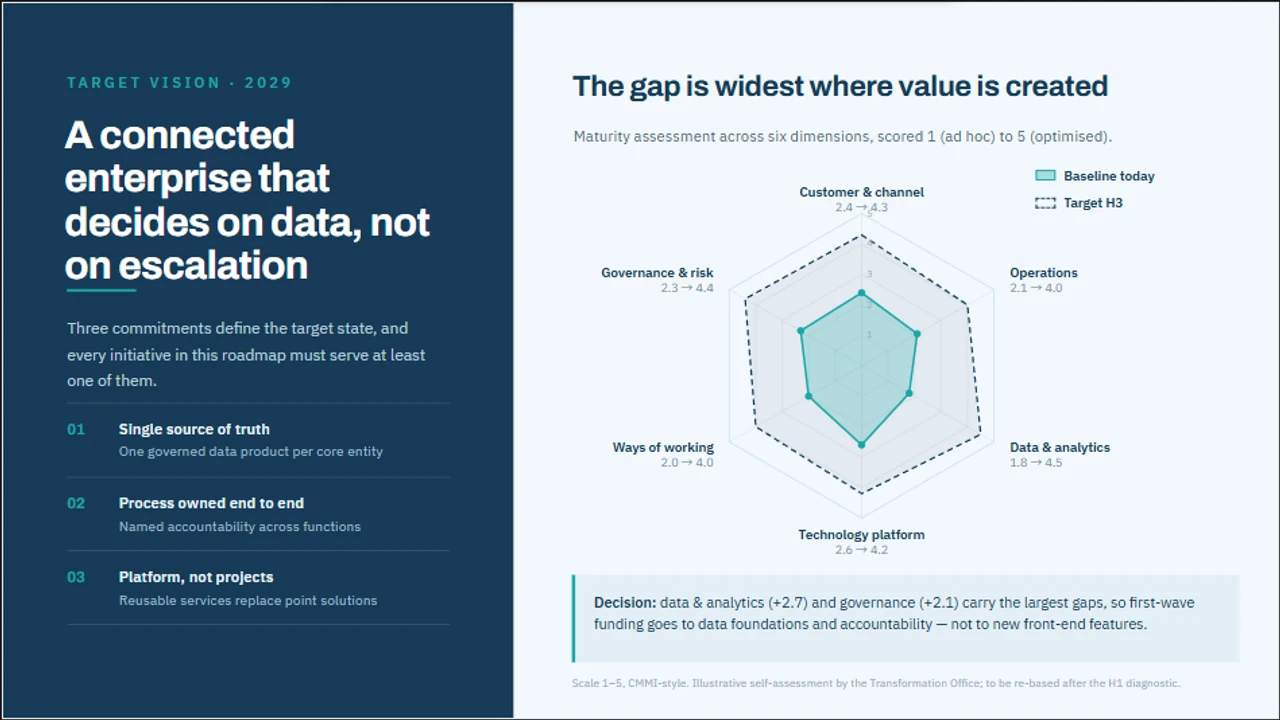 TARGET VISION · 2029
A connected
enterprise that
decides on data, not
on escalation
Three commitments define the target state, and
every initiative in this roadmap must serve at least
one of them.
01 Single source of truth
One governed data product per core entity
02 Process owned end to end
Named accountability across functions
03 Platform, not projects
Reusable services replace point solutions
The gap is widest where value is created
Maturity assessment across six dimensions, scored 1 (ad hoc) to 5 (optimised).
Baseline today
Target H3
Customer & channel
2.4 → 4.3
5
4
3
2
1
Governance & risk
2.3 → 4.4
Operations
2.1 → 4.0
Ways of working
2.0 → 4.0
Data & analytics
1.8 → 4.5
Technology platform
2.6 → 4.2
Decision: data & analytics (+2.7) and governance (+2.1) carry the largest gaps, so first-wave
funding goes to data foundations and accountability — not to new front-end features.
Scale 1–5, CMMI-style. Illustrative self-assessment by the Transformation Office; to be re-based after the H1 diagnostic.